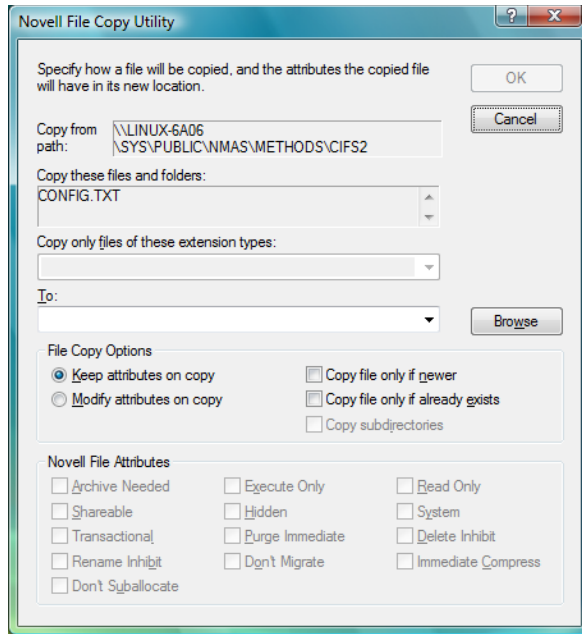 Novell File Copy Utility
Specify how a file will be copied, and the attributes the copied file
will have in its new location.
OK
Cancel
Copy from
path:
\\LINUX-6A06
\SYS\PUBLIC\NMAS\METHODS\CIFS2
Copy these files and folders:
CONFIG.TXT
Copy only files of these extension types:
To:
Browse
File Copy Options
Keep attributes on copy
Copy file only if newer
Modify attributes on copy
Copy file only if already exists
Copy subdirectories
Novell File Attributes
Archive Needed
Execute Only
Read Only
Shareable
Hidden
System
Transactional
Purge Immediate
Delete Inhibit
Rename Inhibit
Don't Migrate
Immediate Compress
Don't Suballocate